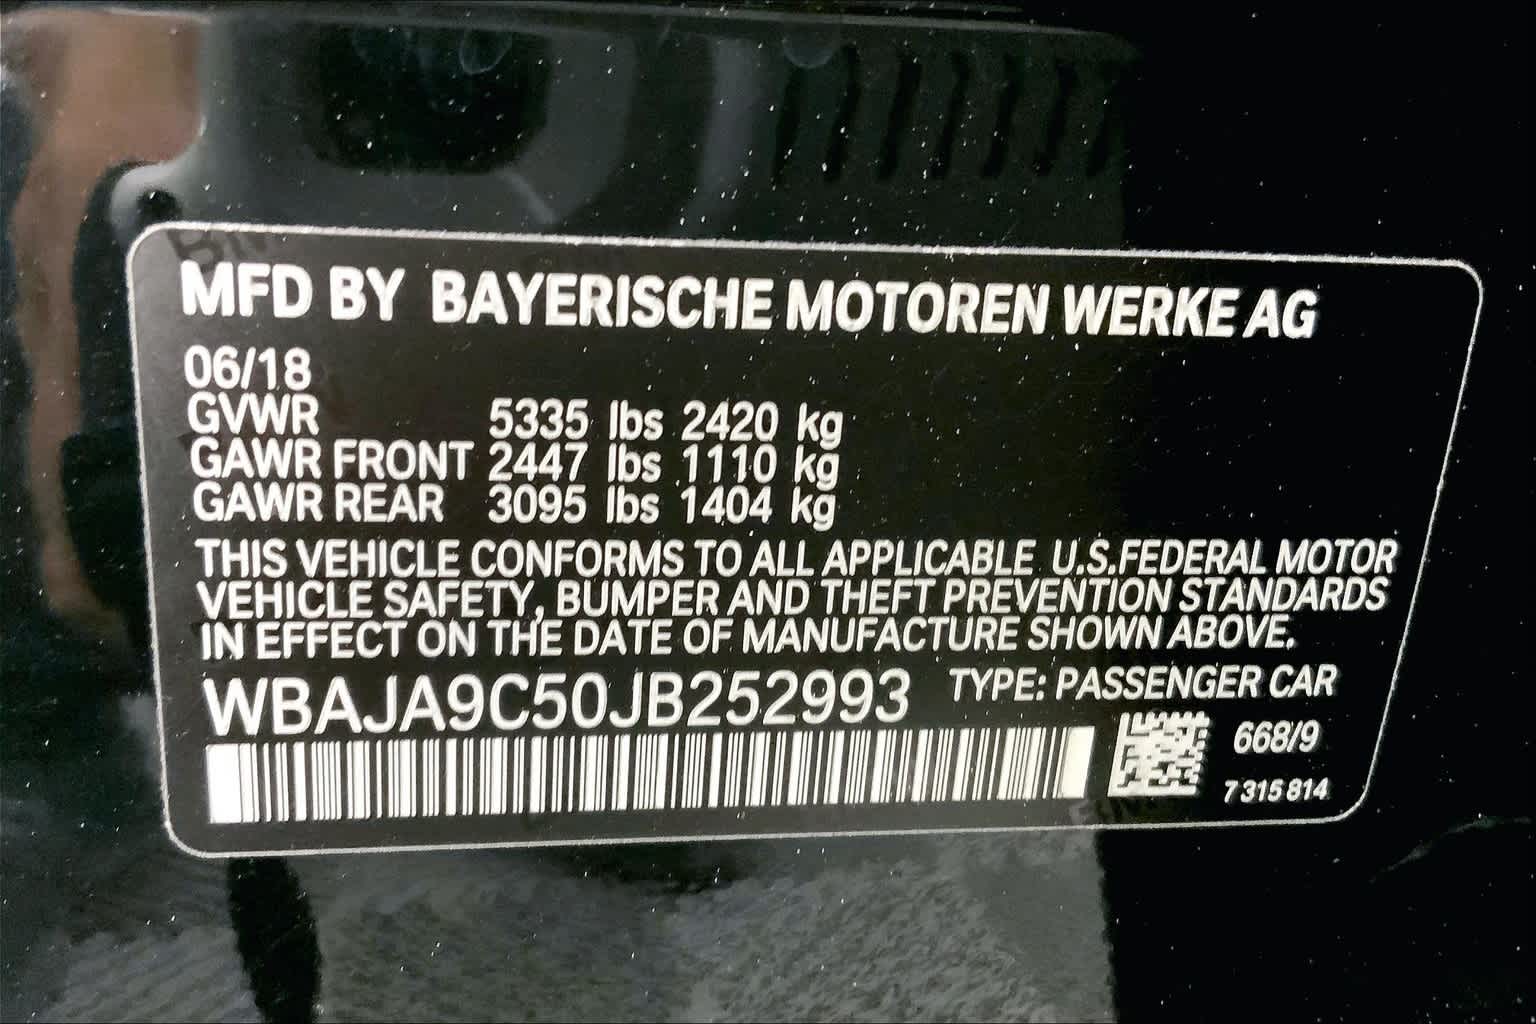 MFD BY BAYERISCHE MOTOREN WERKE AG
06/18
GVWR 5335 lbs 2420 kg
GAWR FRONT 2447 lbs 1110 kg
GAWR REAR 3095 lbs 1404 kg
THIS VEHICLE CONFORMS TO ALL APPLICABLE U.S.FEDERAL MOTOR
VEHICLE SAFETY, BUMPER AND THEFT PREVENTION STANDARDS
IN EFFECT ON THE DATE OF MANUFACTURE SHOWN ABOVE.
WBAJA9C50JB252993 TYPE: PASSENGER CAR
668/9
7 315 814